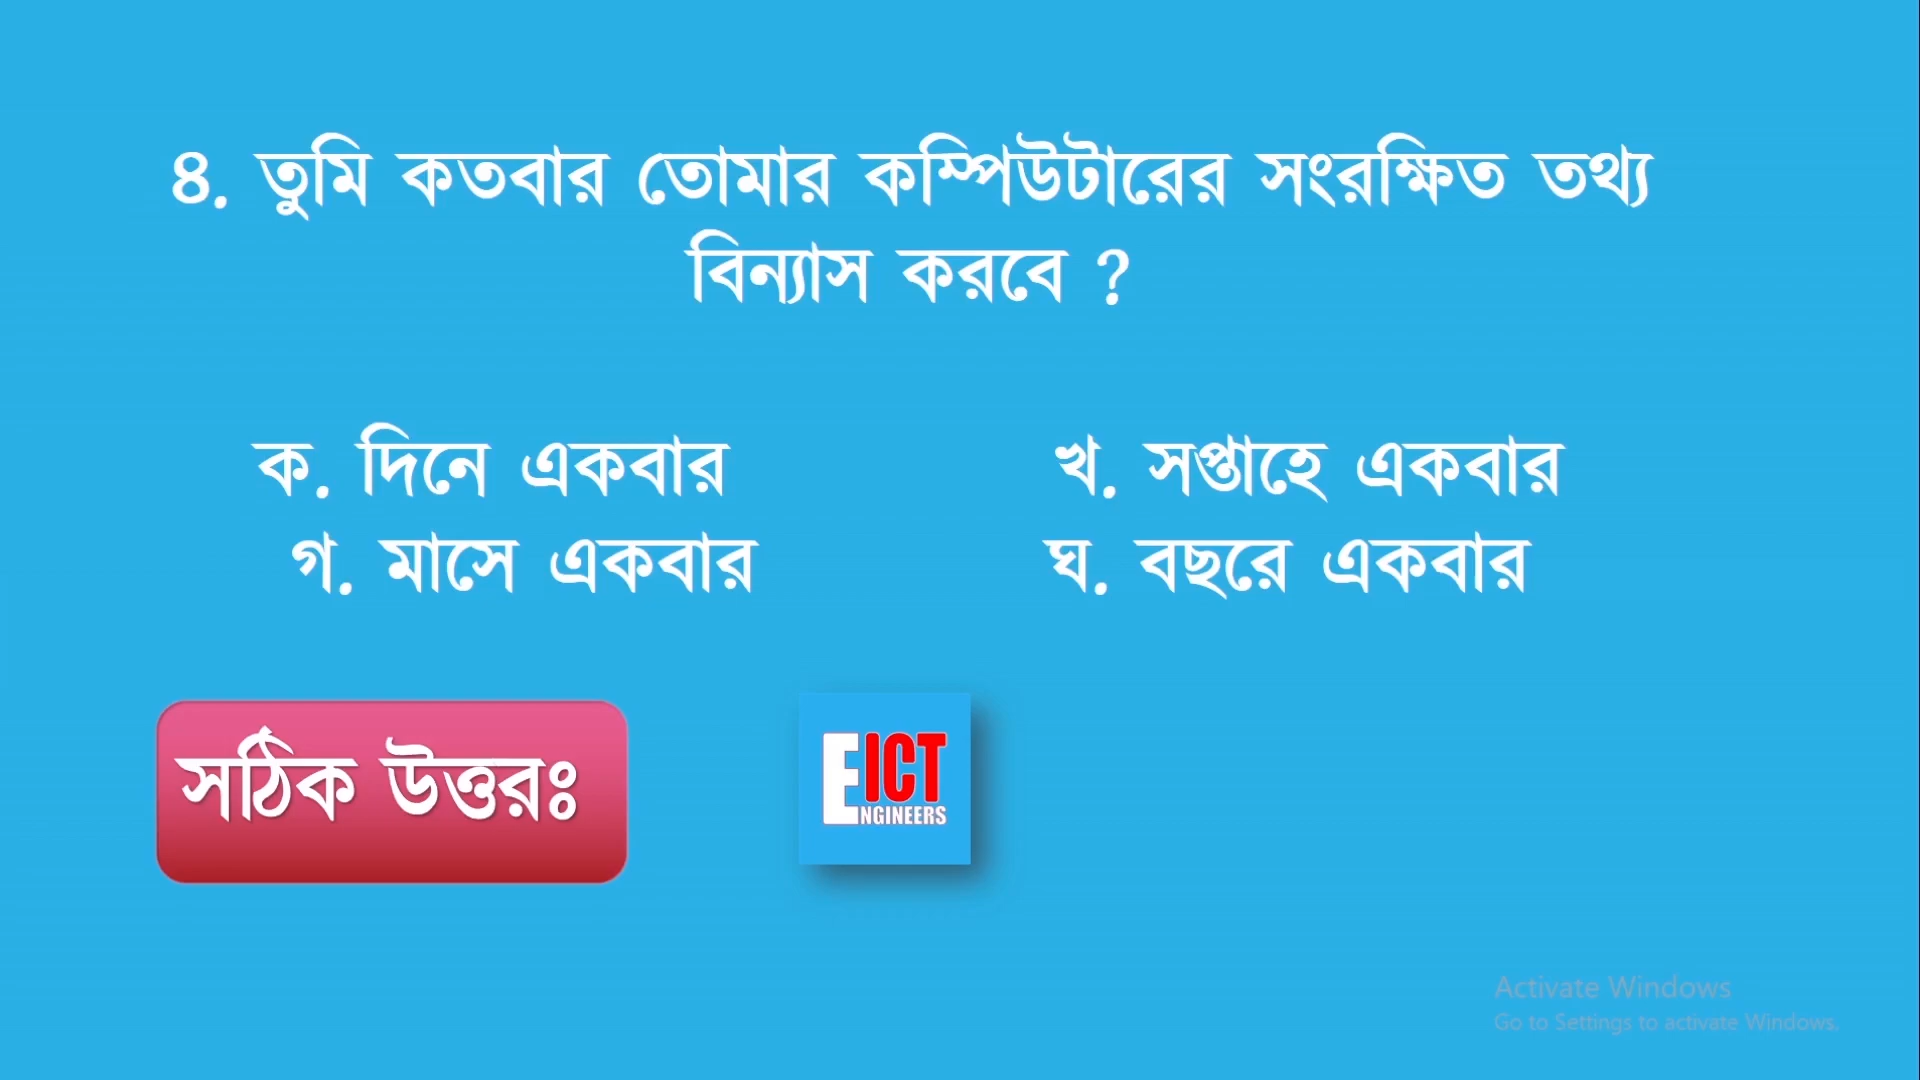 ৪. তুমি কতবার তোমার কম্পিউটারের সংরক্ষিত তথ্য
বিন্যাস করবে ?
ক. দিনে একবার খ. সপ্তাহে একবার
গ. মাসে একবার ঘ. বছরে একবার
সঠিক উত্তরঃ
EICT
NGINEERS
Activate Windows
Go to Settings to activate Windows.